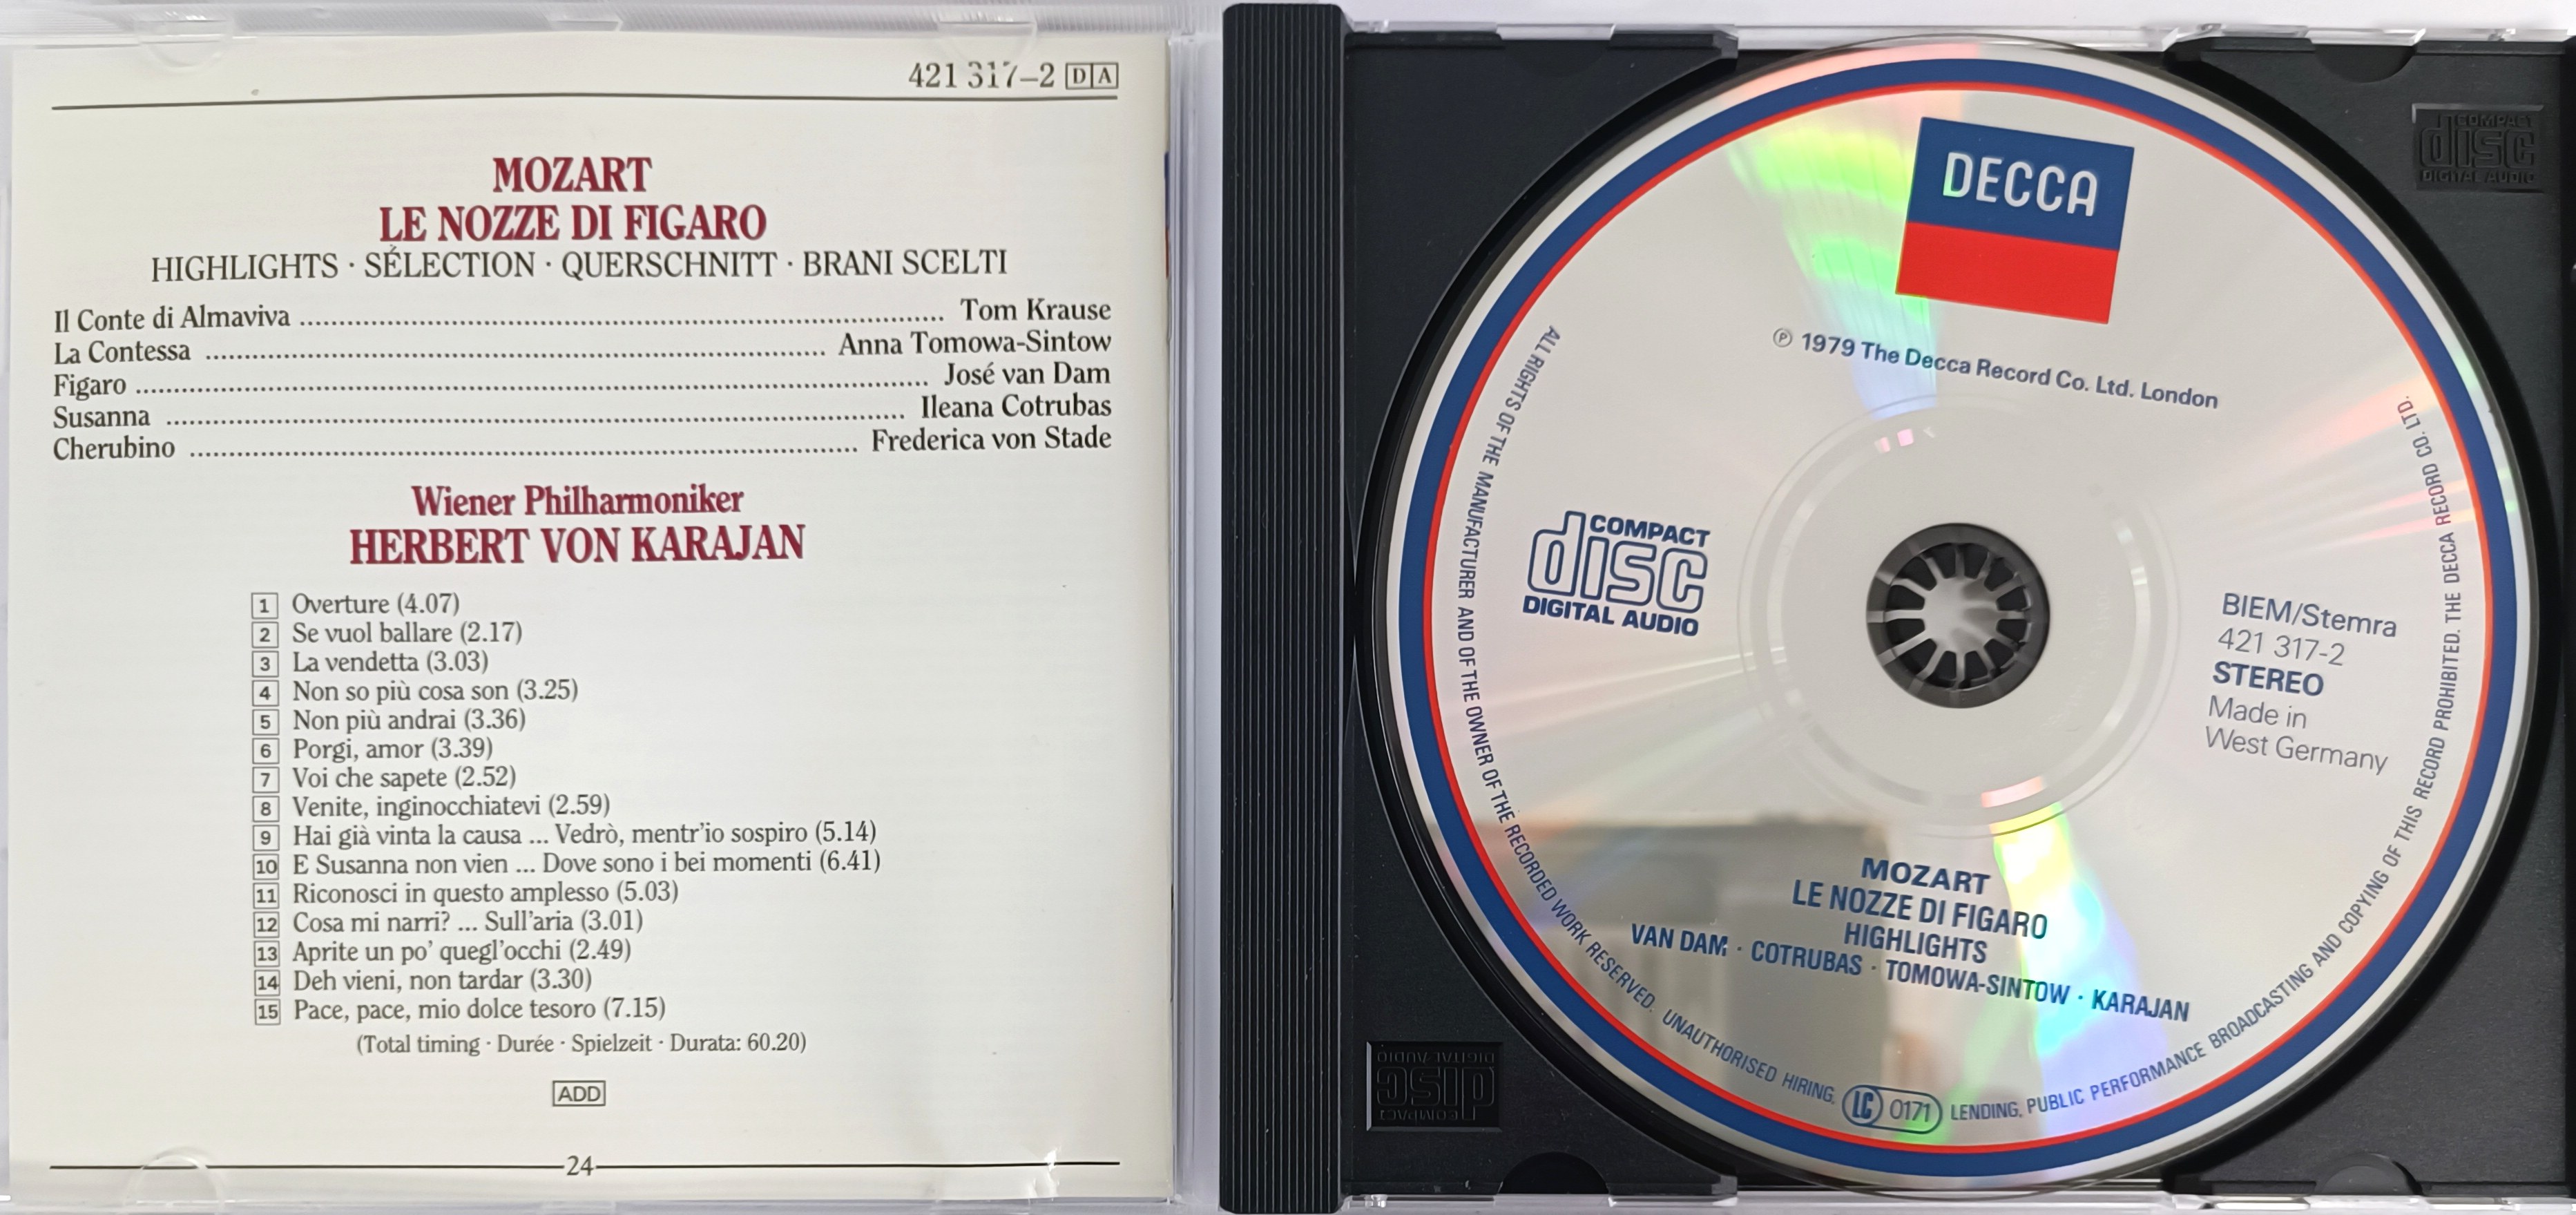 421 317–2 D A
MOZART
LE NOZZE DI FIGARO
HIGHLIGHTS · SÉLECTION · QUERSCHNITT · BRANI SCELTI
Il Conte di Almaviva ........ Tom Krause
La Contessa ........ Anna Tomowa-Sintow
Figaro ........ José van Dam
Susanna ........ Ileana Cotrubas
Cherubino ........ Frederica von Stade
Wiener Philharmoniker
HERBERT VON KARAJAN
1 Overture (4.07)
2 Se vuol ballare (2.17)
3 La vendetta (3.03)
4 Non so più cosa son (3.25)
5 Non più andrai (3.36)
6 Porgi, amor (3.39)
7 Voi che sapete (2.52)
8 Venite, inginocchiatevi (2.59)
9 Hai già vinta la causa ... Vedrò, mentr'io sospiro (5.14)
10 E Susanna non vien ... Dove sono i bei momenti (6.41)
11 Riconosci in questo amplesso (5.03)
12 Cosa mi narri? ... Sull'aria (3.01)
13 Aprite un po' quegl'occhi (2.49)
14 Deh vieni, non tardar (3.30)
15 Pace, pace, mio dolce tesoro (7.15)
(Total timing · Durée · Spielzeit · Durata: 60.20)
ADD
24
DECCA
℗ 1979 The Decca Record Co. Ltd. London
COMPACT
disc
DIGITAL AUDIO
BIEM/Stemra
421 317-2
STEREO
Made in
West Germany
MOZART
LE NOZZE DI FIGARO
HIGHLIGHTS
VAN DAM · COTRUBAS · TOMOWA-SINTOW · KARAJAN
ALL RIGHTS OF THE MANUFACTURER AND OF THE OWNER OF THE RECORDED WORK RESERVED. UNAUTHORISED HIRING, LC 0171 LENDING, PUBLIC PERFORMANCE BROADCASTING AND COPYING OF THIS RECORD PROHIBITED. THE DECCA RECORD CO. LTD.
COMPACT
disc
DIGITAL AUDIO
COMPACT
disc
DIGITAL AUDIO